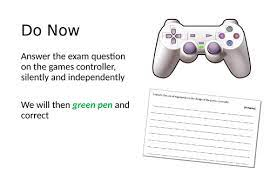 Do Now
Answer the exam question
on the games controller,
silently and independently
We will then green pen and
correct